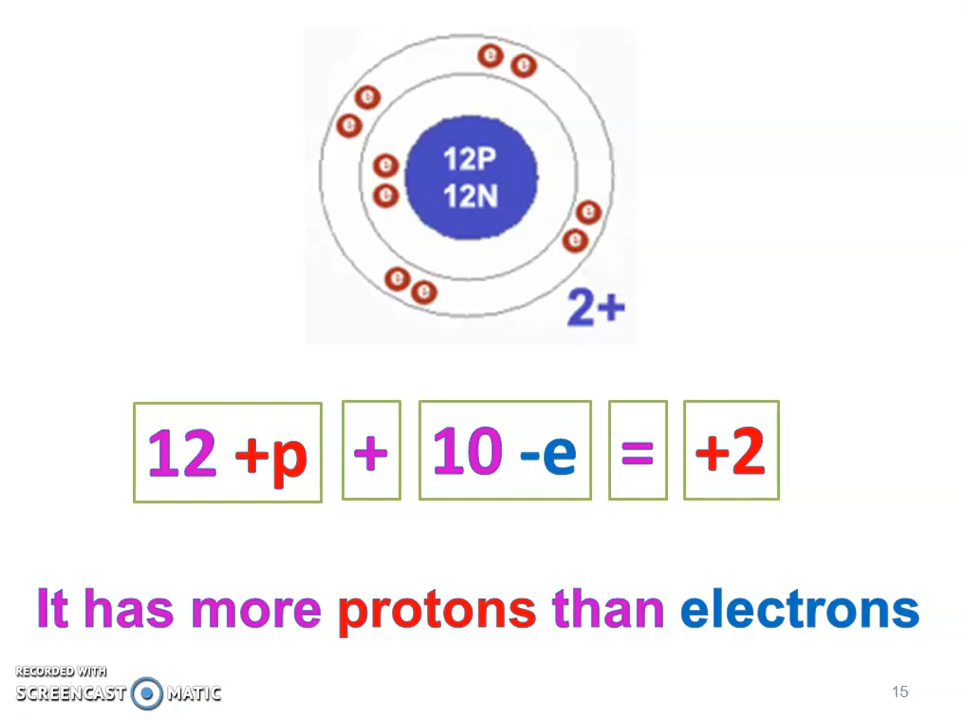 e e
e
e
e
12P
e
12N
e
e
e e
2+
12 +p + 10 -e = +2
It has more protons than electrons
RECORDED WITH
SCREENCAST MATIC
15